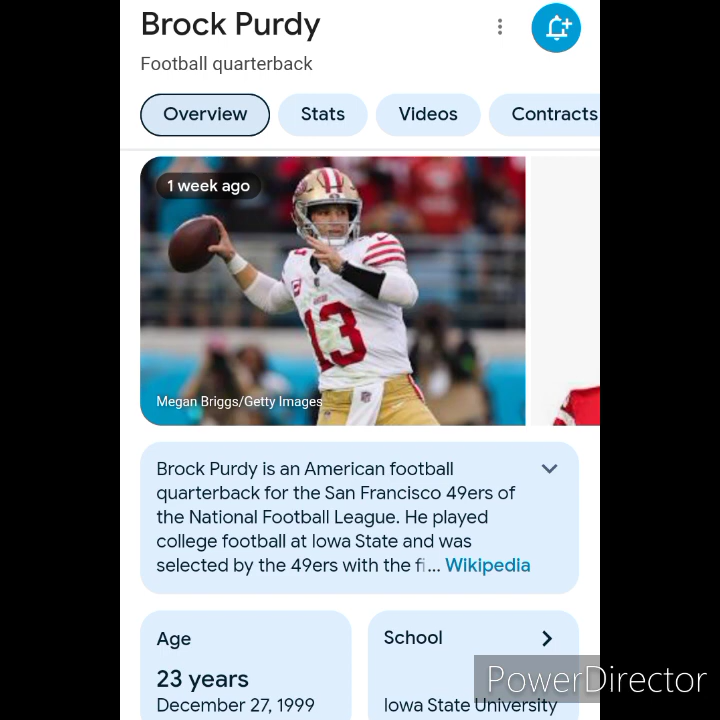 Brock Purdy
Football quarterback
Overview
Stats
Videos
Contracts
1 week ago
13
Megan Briggs/Getty Images
Brock Purdy is an American football
quarterback for the San Francisco 49ers of
the National Football League. He played
college football at Iowa State and was
selected by the 49ers with the fi... Wikipedia
Age
23 years
December 27, 1999
School
Iowa State University
PowerDirector